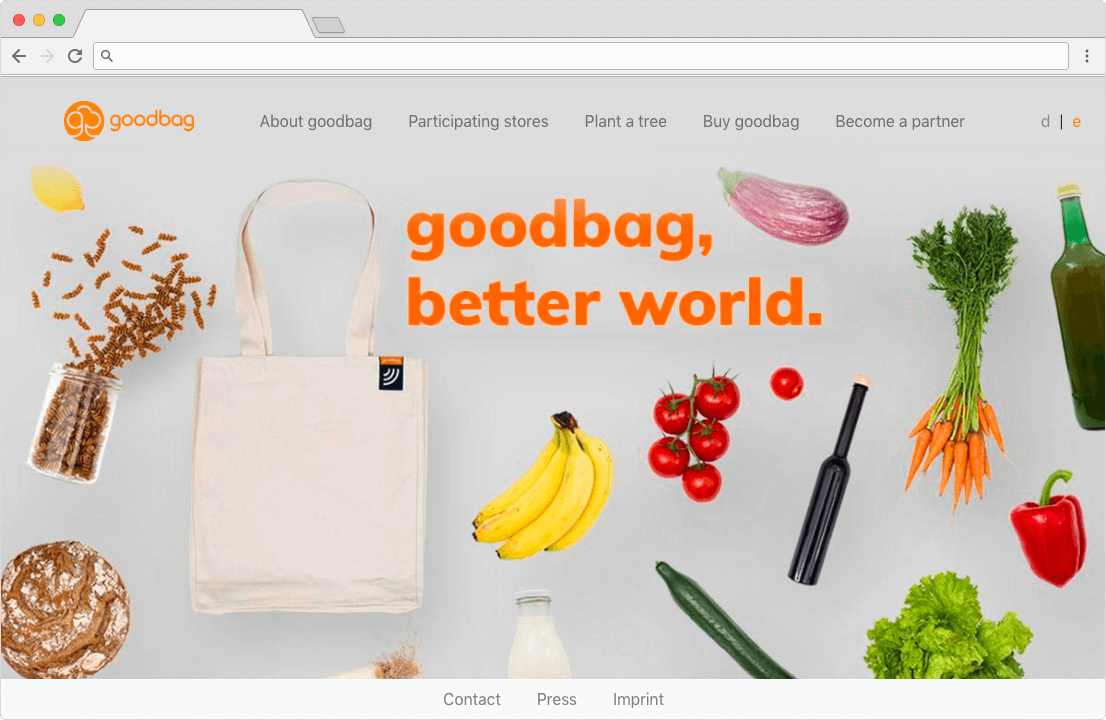 goodbag
About goodbag
Participating stores
Plant a tree
Buy goodbag
Become a partner
d | e
goodbag,
better world.
Contact
Press
Imprint